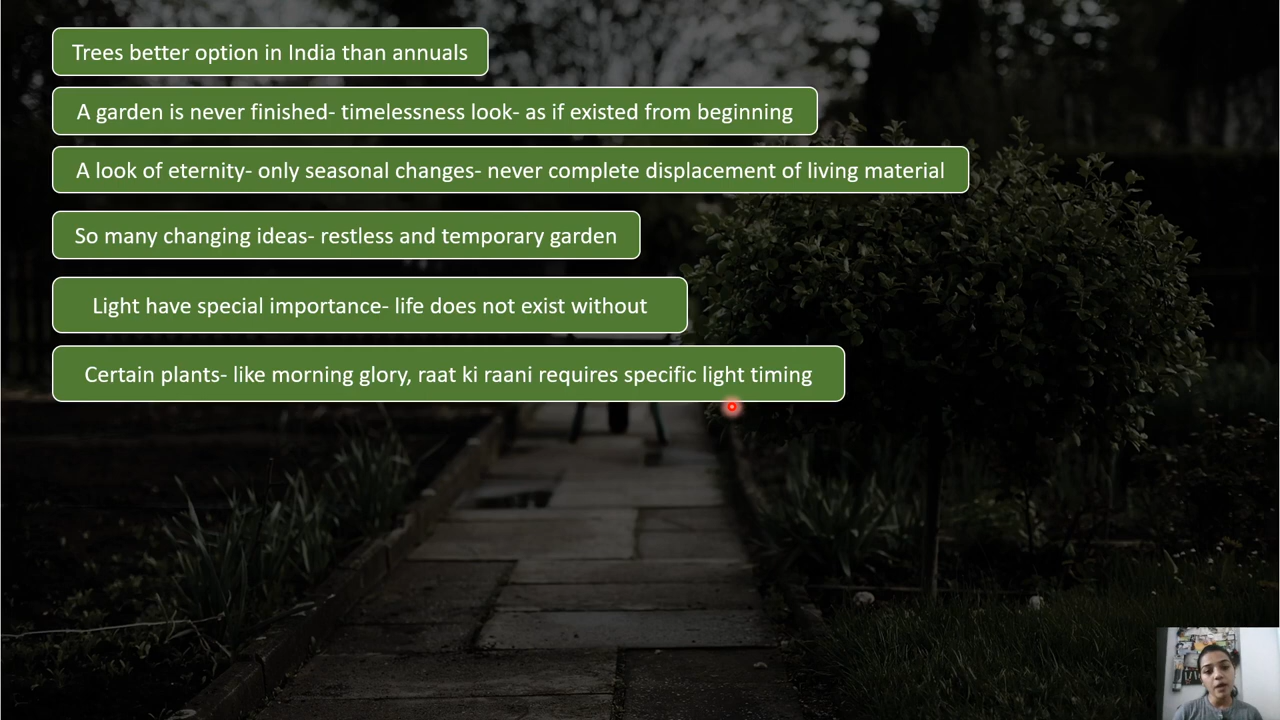 Trees better option in India than annuals
A garden is never finished- timelessness look- as if existed from beginning
A look of eternity- only seasonal changes- never complete displacement of living material
So many changing ideas- restless and temporary garden
Light have special importance- life does not exist without
Certain plants- like morning glory, raat ki raani requires specific light timing